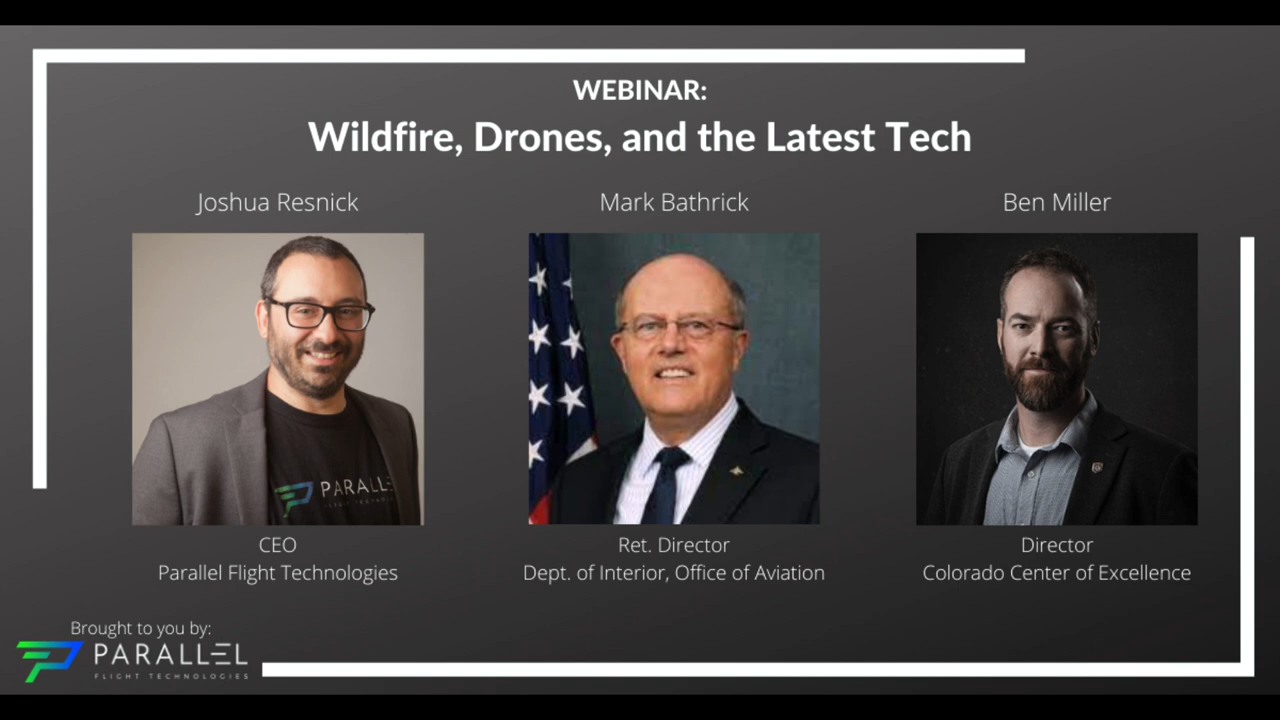 WEBINAR:
Wildfire, Drones, and the Latest Tech
Joshua Resnick
Mark Bathrick
Ben Miller
PARALLE
CEO
Parallel Flight Technologies
Ret. Director
Dept. of Interior, Office of Aviation
Director
Colorado Center of Excellence
Brought to you by:
PARALLEL
FLIGHT TECHNOLOGIES